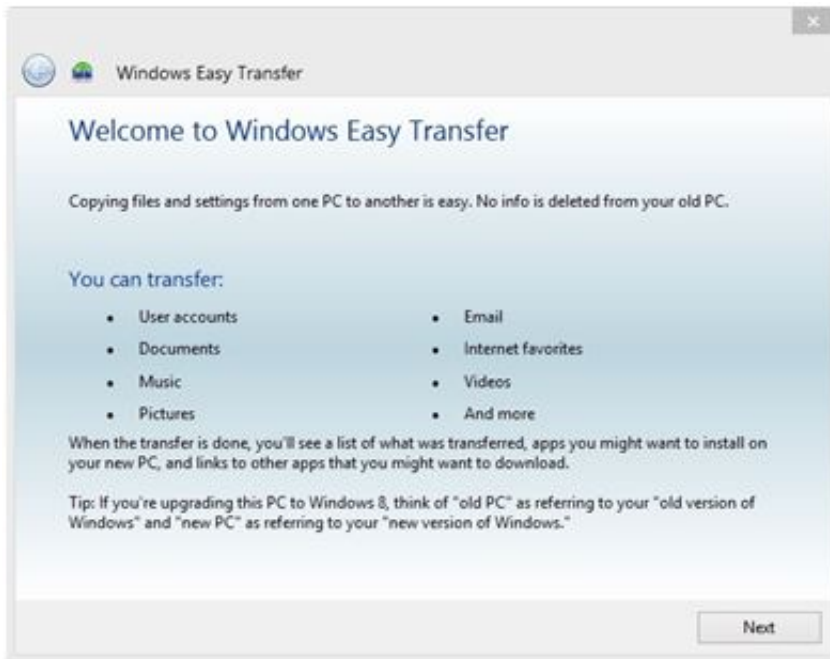 Windows Easy Transfer
Welcome to Windows Easy Transfer
Copying files and settings from one PC to another is easy. No info is deleted from your old PC.
You can transfer:
• User accounts
• Documents
• Music
• Pictures
• Email
• Internet favorites
• Videos
• And more
When the transfer is done, you'll see a list of what was transferred, apps you might want to install on
your new PC, and links to other apps that you might want to download.
Tip: If you're upgrading this PC to Windows 8, think of "old PC" as referring to your "old version of
Windows" and "new PC" as referring to your "new version of Windows."
Next